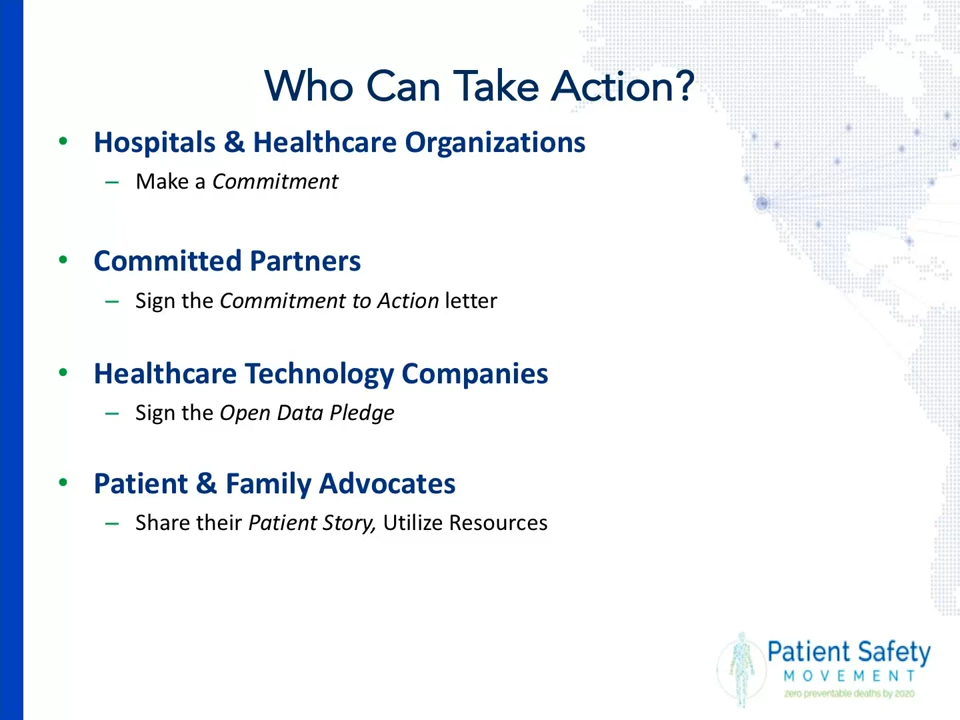 Who Can Take Action?
• Hospitals & Healthcare Organizations
– Make a Commitment
• Committed Partners
– Sign the Commitment to Action letter
• Healthcare Technology Companies
– Sign the Open Data Pledge
• Patient & Family Advocates
– Share their Patient Story, Utilize Resources
Patient Safety
MOVEMENT
zero preventable deaths by 2020